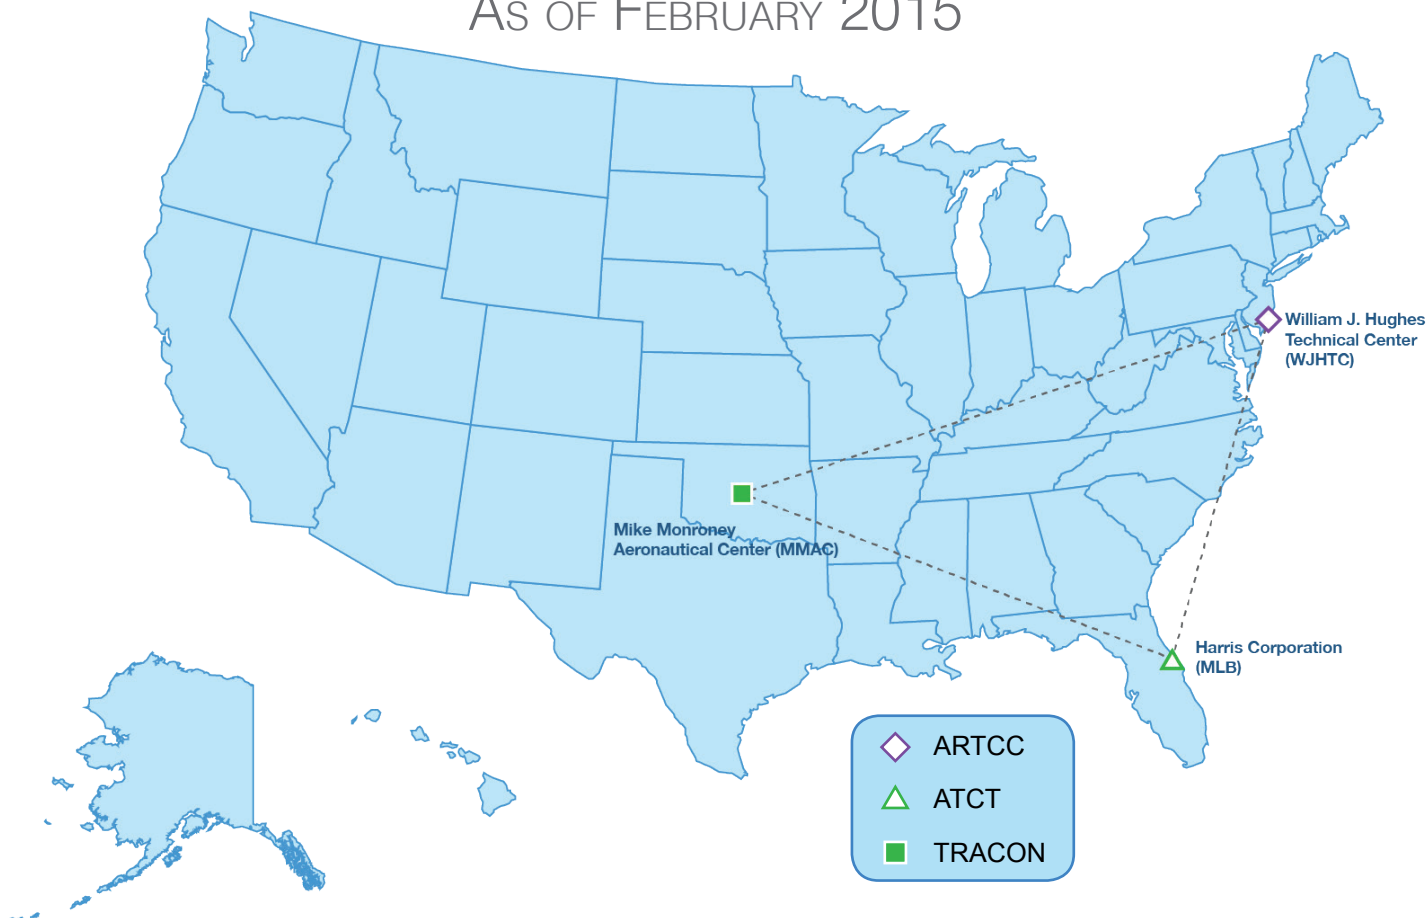 As of February 2015
William J. Hughes
Technical Center
(WJHTC)
Mike Monroney
Aeronautical Center (MMAC)
Harris Corporation
(MLB)
ARTCC
ATCT
TRACON